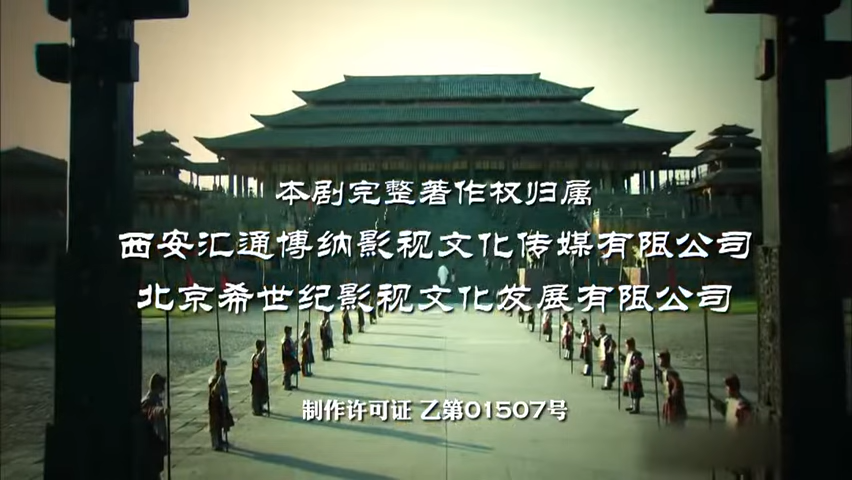 本剧完整著作权归属
西安汇通博纳影视文化传媒有限公司
北京希世纪影视文化发展有限公司
制作许可证 乙第01507号